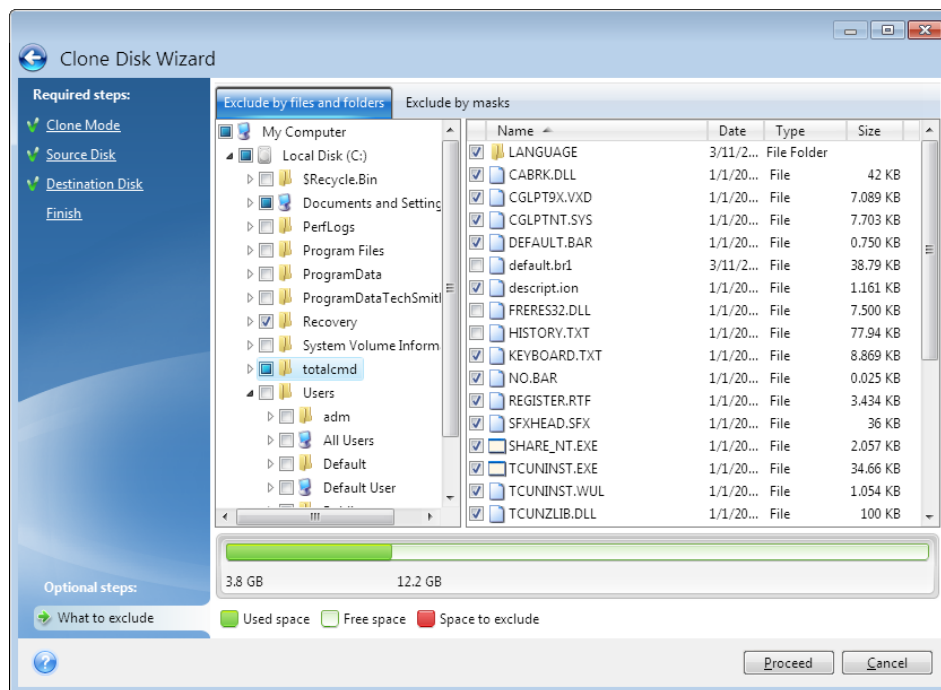 Clone Disk Wizard
Required steps:
Clone Mode
Source Disk
Destination Disk
Finish
Optional steps:
What to exclude
Exclude by files and folders
Exclude by masks
My Computer
Local Disk (C:)
$Recycle.Bin
Documents and Setting
PerfLogs
Program Files
ProgramData
ProgramDataTechSmitl
Recovery
System Volume Inform
totalcmd
Users
adm
All Users
Default
Default User
Name Date Type Size
LANGUAGE 3/11/2... File Folder
CABRK.DLL 1/1/20... File 42 KB
CGLPT9X.VXD 1/1/20... File 7.089 KB
CGLPTNT.SYS 1/1/20... File 7.703 KB
DEFAULT.BAR 1/1/20... File 0.750 KB
default.br1 3/11/2... File 38.79 KB
descript.ion 1/1/20... File 1.161 KB
FRERES32.DLL 1/1/20... File 7.500 KB
HISTORY.TXT 1/1/20... File 77.94 KB
KEYBOARD.TXT 1/1/20... File 8.869 KB
NO.BAR 1/1/20... File 0.025 KB
REGISTER.RTF 1/1/20... File 3.434 KB
SFXHEAD.SFX 1/1/20... File 36 KB
SHARE_NT.EXE 1/1/20... File 2.057 KB
TCUNINST.EXE 1/1/20... File 34.66 KB
TCUNINST.WUL 1/1/20... File 1.054 KB
TCUNZLIB.DLL 1/1/20... File 100 KB
3.8 GB 12.2 GB
Used space Free space Space to exclude
Proceed Cancel